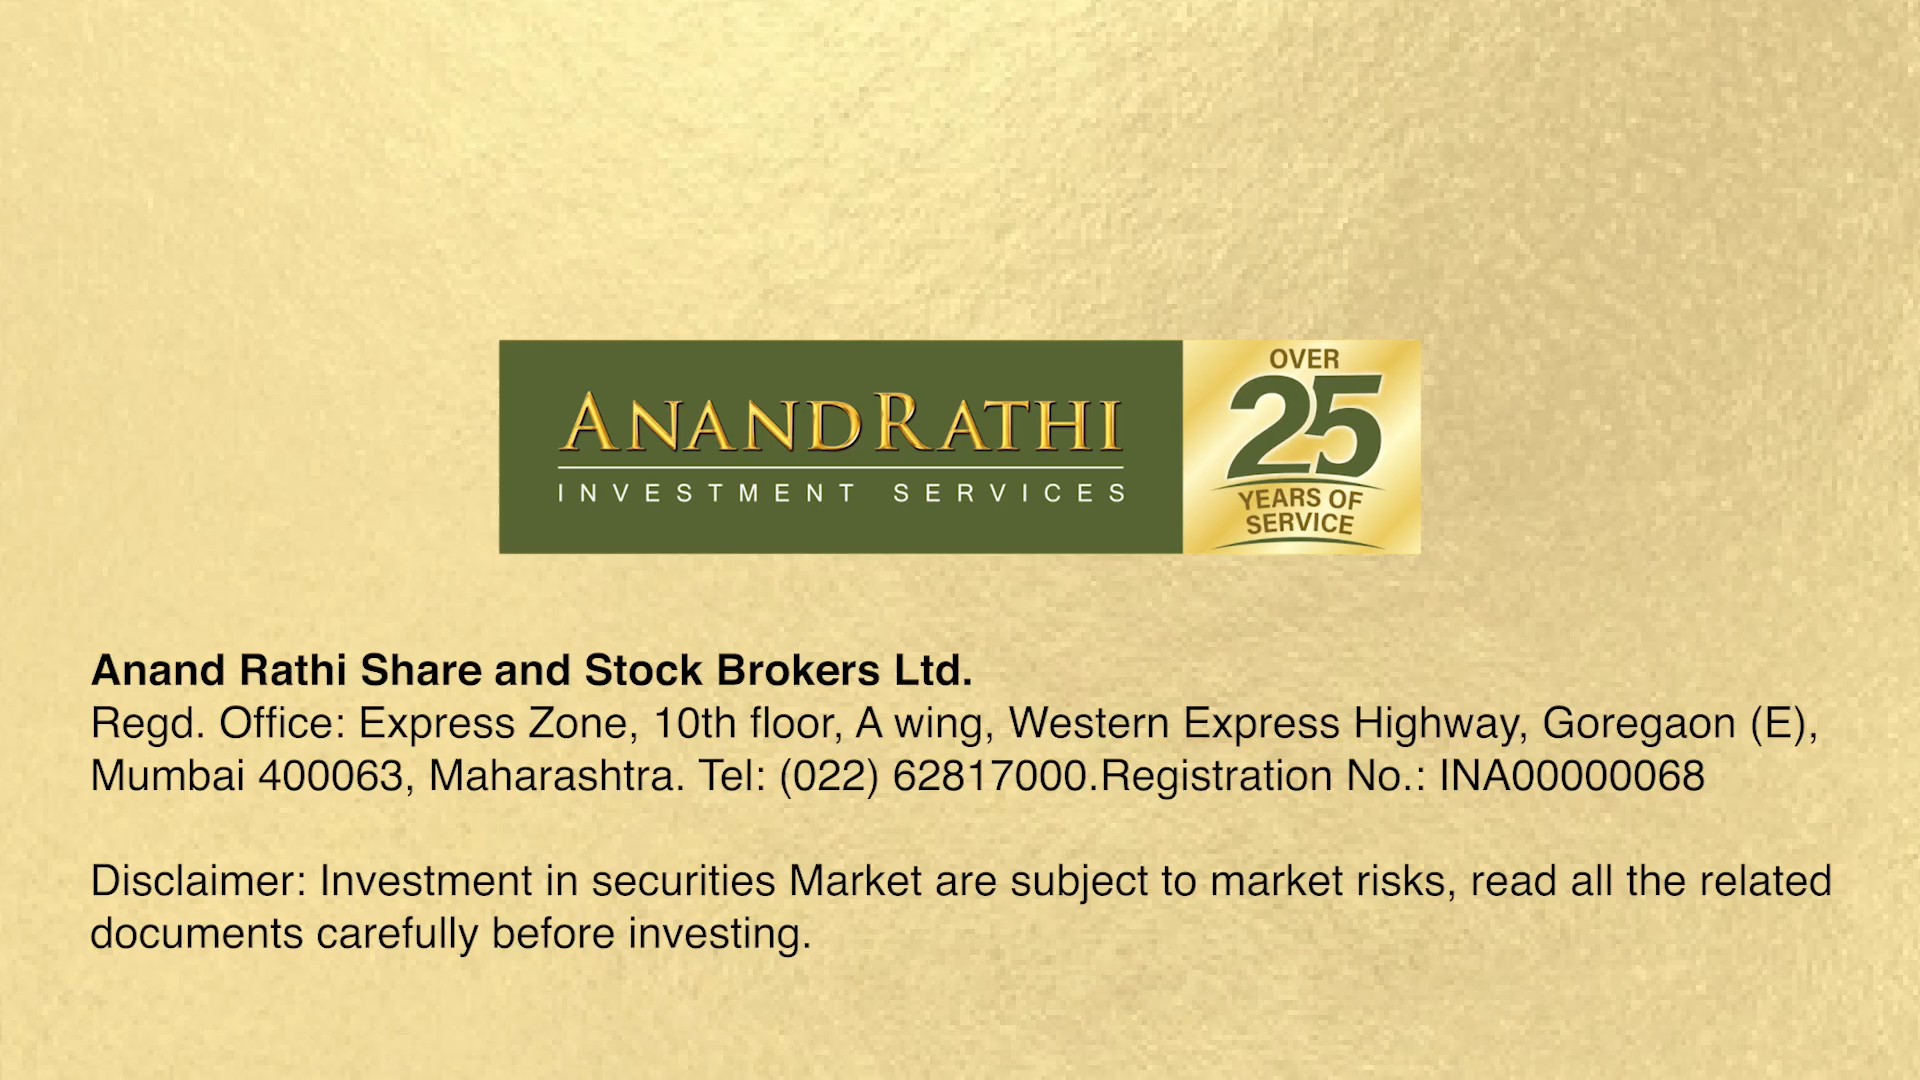 ANANDRATHI
INVESTMENT SERVICES
OVER
25
YEARS OF
SERVICE
Anand Rathi Share and Stock Brokers Ltd.
Regd. Office: Express Zone, 10th floor, A wing, Western Express Highway, Goregaon (E),
Mumbai 400063, Maharashtra. Tel: (022) 62817000.Registration No.: INA00000068
Disclaimer: Investment in securities Market are subject to market risks, read all the related
documents carefully before investing.